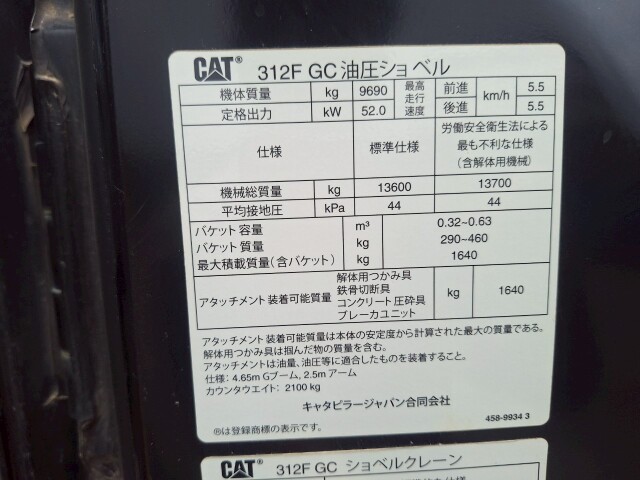 CAT® 312F GC 油圧ショベル
機体質量 kg 9690 最高走行速度 前進 km/h 5.5
定格出力 kW 52.0 後進 5.5
仕様 標準仕様 労働安全衛生法による
最も不利な仕様
(含解体用機械)
機械総質量 kg 13600 13700
平均接地圧 kPa 44 44
バケット 容量 m³ 0.32~0.63
バケット 質量 kg 290~460
最大積載質量(含バケット) kg 1640
アタッチメント 装着可能質量 解体用つかみ具 kg 1640
鉄骨切断具
コンクリート 圧砕具
ブレーカユニット
アタッチメント 装着可能質量は本体の安定度から計算された最大の質量である。
解体用つかみ具は掴んだ物の質量を含む。
アタッチメントは油量、油圧等に適合したものを装着すること。
仕様: 4.65m Gブーム, 2.5m アーム
カウンタウエイト: 2100 kg
キャタピラージャパン合同会社
®は登録商標の表示です。 458-9934 3
CAT® 312F GC ショベルクレーン